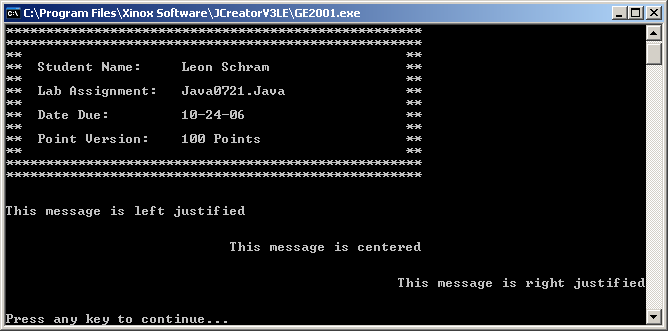 C:\Program Files\Xinox Software\JCreatorV3LE\GE2001.exe
****************************************************
****************************************************
**                                                **
**  Student Name:     Leon Schram                 **
**                                                **
**  Lab Assignment:   Java0721.Java               **
**                                                **
**  Date Due:         10-24-06                    **
**                                                **
**  Point Version:    100 Points                  **
**                                                **
****************************************************
****************************************************
This message is left justified
This message is centered
This message is right justified
Press any key to continue...